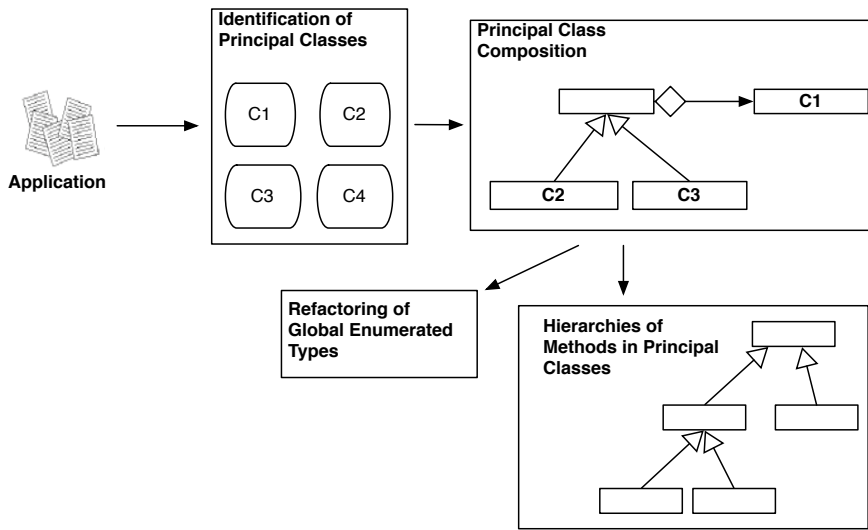 Application
Identification of
Principal Classes
C1
C2
C3
C4
Principal Class
Composition
C1
C2
C3
Refactoring of
Global Enumerated
Types
Hierarchies of
Methods in Principal
Classes